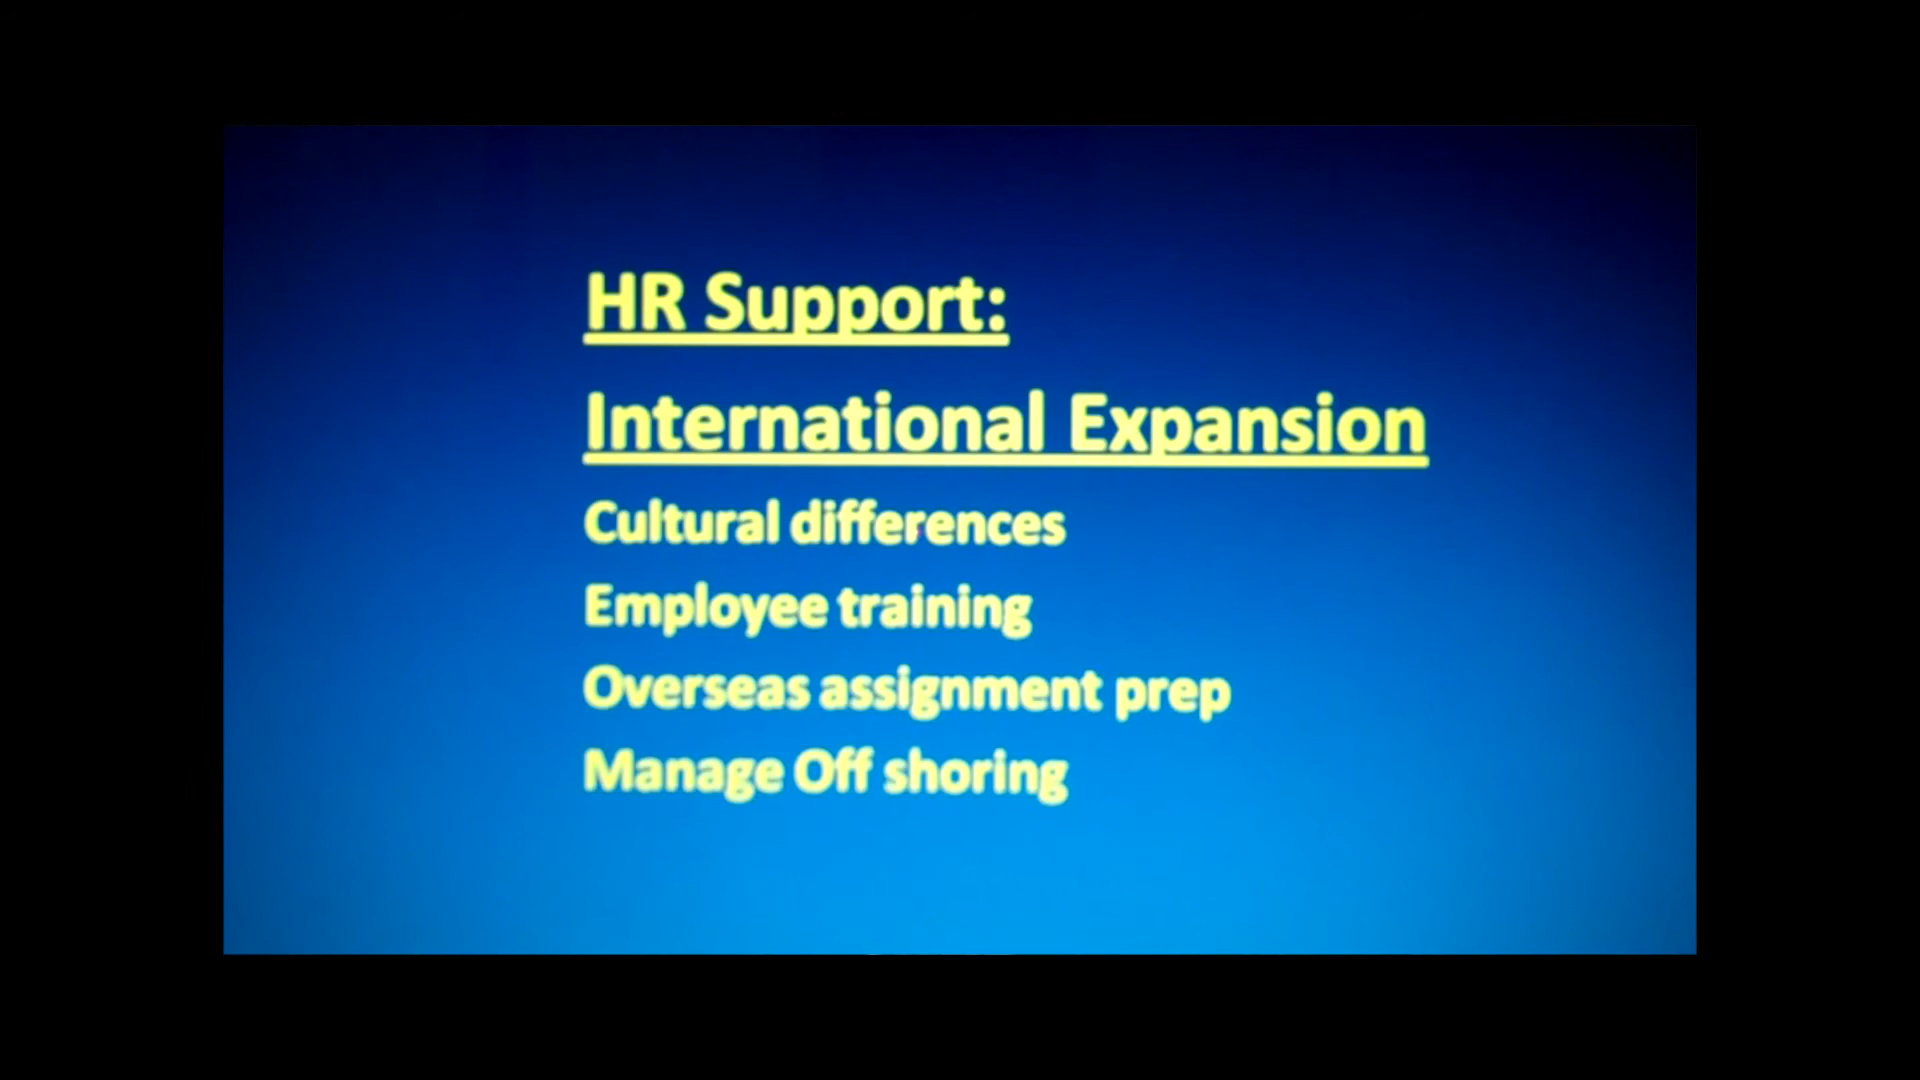 HR Support:
International Expansion
Cultural differences
Employee training
Overseas assignment prep
Manage Off shoring